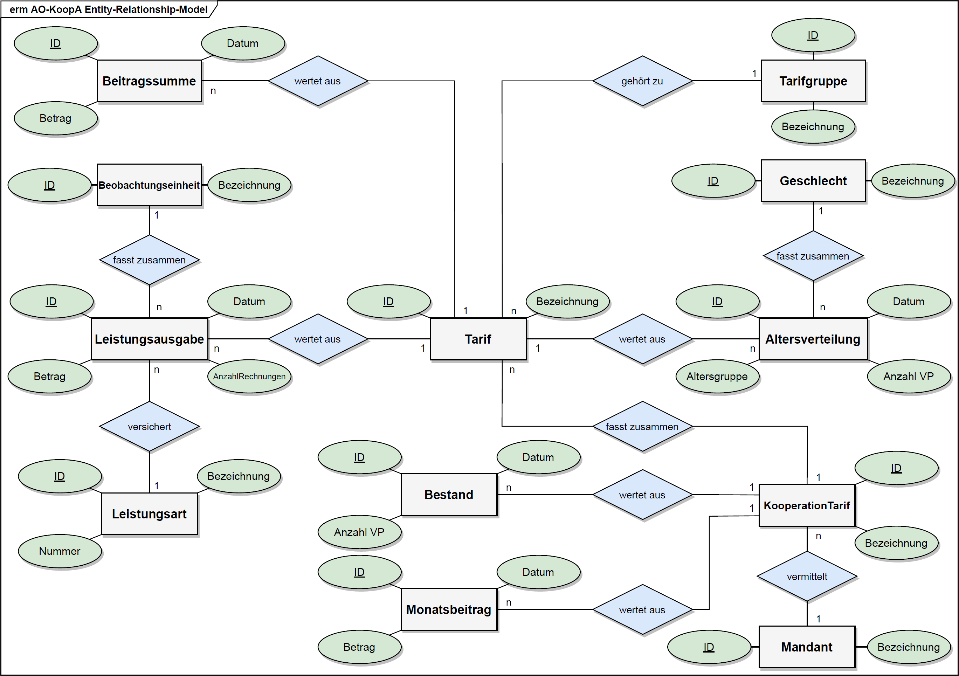 erm AO-KoopA Entity-Relationship-Model
ID
Datum
Beitragssumme
n
wertet aus
Betrag
ID
gehört zu
1
Tarifgruppe
Bezeichnung
ID
Beobachtungseinheit
Bezeichnung
1
fasst zusammen
n
ID
Geschlecht
Bezeichnung
1
fasst zusammen
n
ID
Datum
Leistungsausgabe
n
wertet aus
1
Betrag
AnzahlRechnungen
n
ID
Bezeichnung
1
n
Tarif
1
n
wertet aus
n
ID
Datum
Altersverteilung
Altersgruppe
Anzahl VP
versichert
1
ID
Bezeichnung
Leistungsart
Nummer
fasst zusammen
1
ID
Datum
Bestand
n
wertet aus
1
Anzahl VP
ID
KooperationTarif
Bezeichnung
1
n
ID
Datum
Monatsbeitrag
n
wertet aus
Betrag
vermittelt
1
ID
Mandant
Bezeichnung